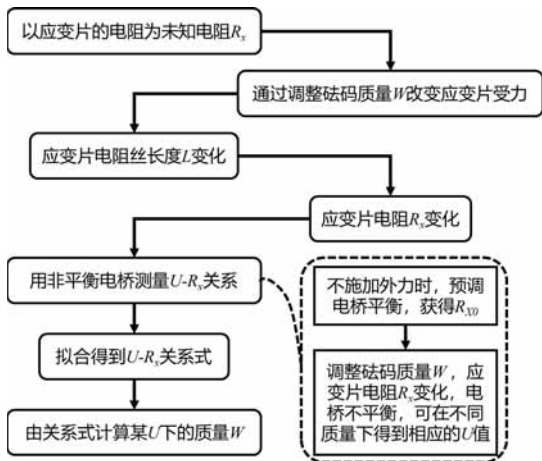 以应变片的电阻为未知电阻Rx
通过调整砝码质量W改变应变片受力
应变片电阻丝长度L变化
应变片电阻Rx变化
用非平衡电桥测量U-Rx关系
不施加外力时，预调
电桥平衡，获得RX0
拟合得到U-Rx关系式
调整砝码质量W，应
变片电阻Rx变化，电
桥不平衡，可在不同
质量下得到相应的U值
由关系式计算某U下的质量W